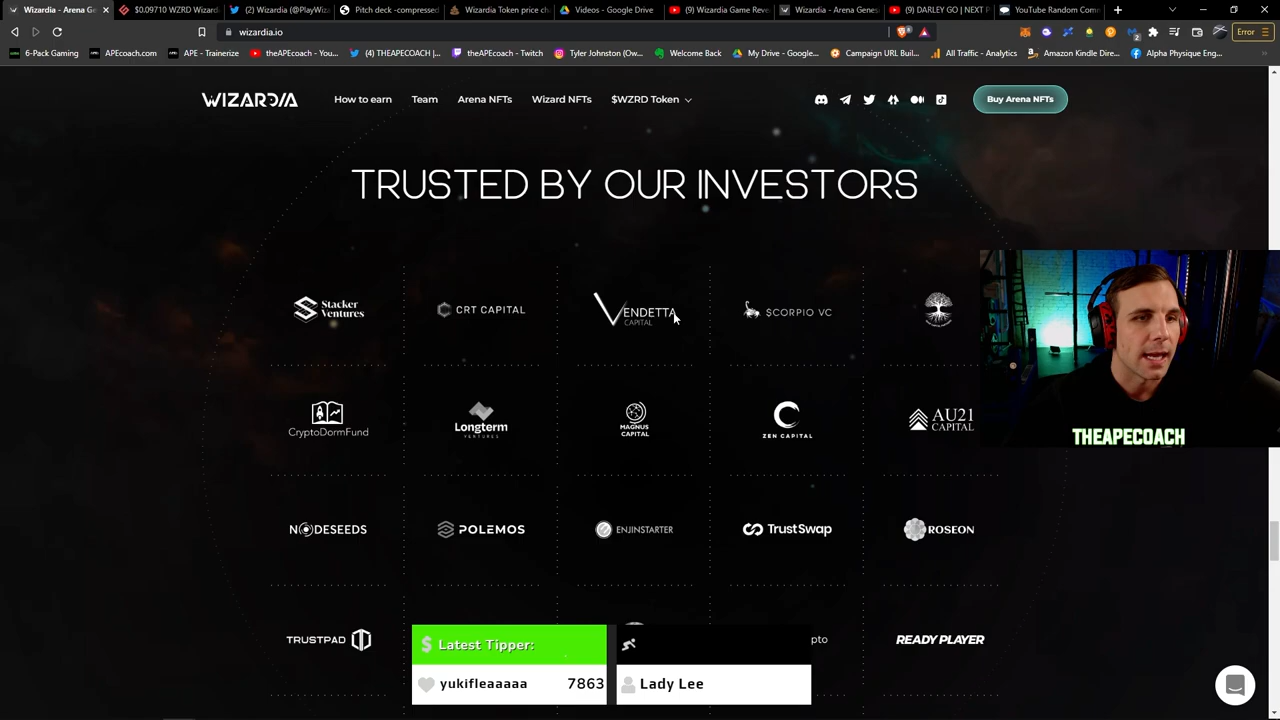 Wizardia - Arena Ge
$0.09710 WZRD Wizardi
(2) Wizardia (@PlayWiz
Pitch deck -compressed
Wizardia Token price ch
Videos - Google Drive
(9) Wizardia Game Reve
Wizardia - Arena Genesi
(9) DARLEY GO | NEXT P
YouTube Random Com
wizardia.io
Error
6-Pack Gaming
APEcoach.com
APE - Trainerize
theAPEcoach - You...
(4) THEAPECOACH |...
theAPEcoach - Twitch
Tyler Johnston (Ow...
Welcome Back
My Drive - Google...
Campaign URL Buil...
All Traffic - Analytics
Amazon Kindle Dire...
Alpha Physique Eng...
WIZARDIA
How to earn
Team
Arena NFTs
Wizard NFTs
$WZRD Token
Buy Arena NFTs
TRUSTED BY OUR INVESTORS
Stacker
Ventures
CRT CAPITAL
VENDETTA
CAPITAL
SCORPIO VC
CryptoDormFund
Longterm
VENTURES
MAGNUS
CAPITAL
ZEN CAPITAL
AU21
CAPITAL
THEAPECOACH
NODESEEDS
POLEMOS
ENJINSTARTER
TrustSwap
ROSEON
TRUSTPAD
pto
READY PLAYER
Latest Tipper:
yukifleaaaaa 7863
Lady Lee